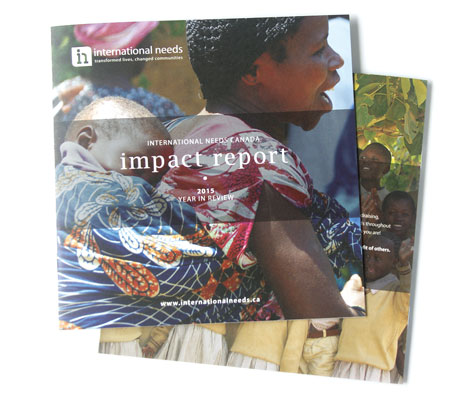 in international needs
transformed lives, changed communities
INTERNATIONAL NEEDS CANADA
impact report
2015
YEAR IN REVIEW
www.internationalneeds.ca
throughout
you are!
of others.